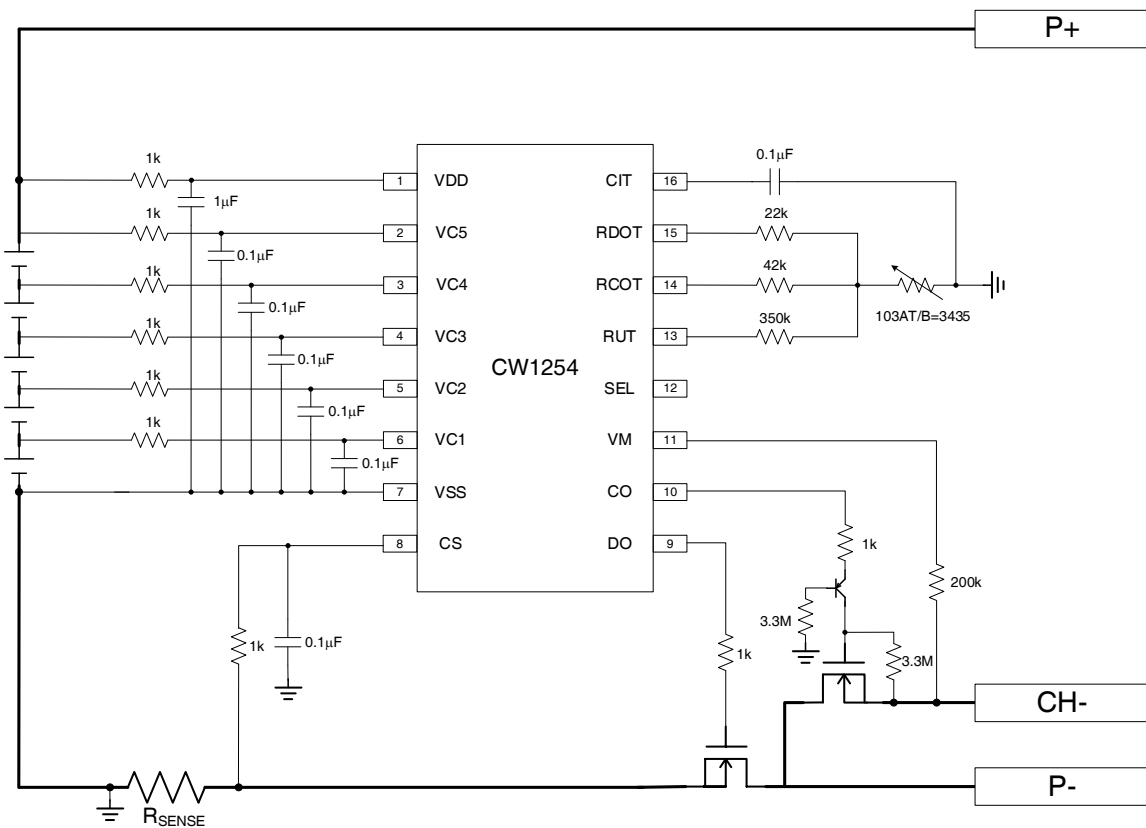 P+
1k
1 VDD
CIT 16
0.1µF
1µF
1k
2 VC5
RDOT 15
22k
0.1µF
1k
3 VC4
RCOT 14
42k
0.1µF
103AT/B=3435
1k
4 VC3
RUT 13
350k
0.1µF
CW1254
1k
5 VC2
SEL 12
0.1µF
1k
6 VC1
VM 11
0.1µF
7 VSS
CO 10
8 CS
DO 9
1k
200k
3.3M
1k
0.1µF
1k
3.3M
CH-
P-
RSENSE